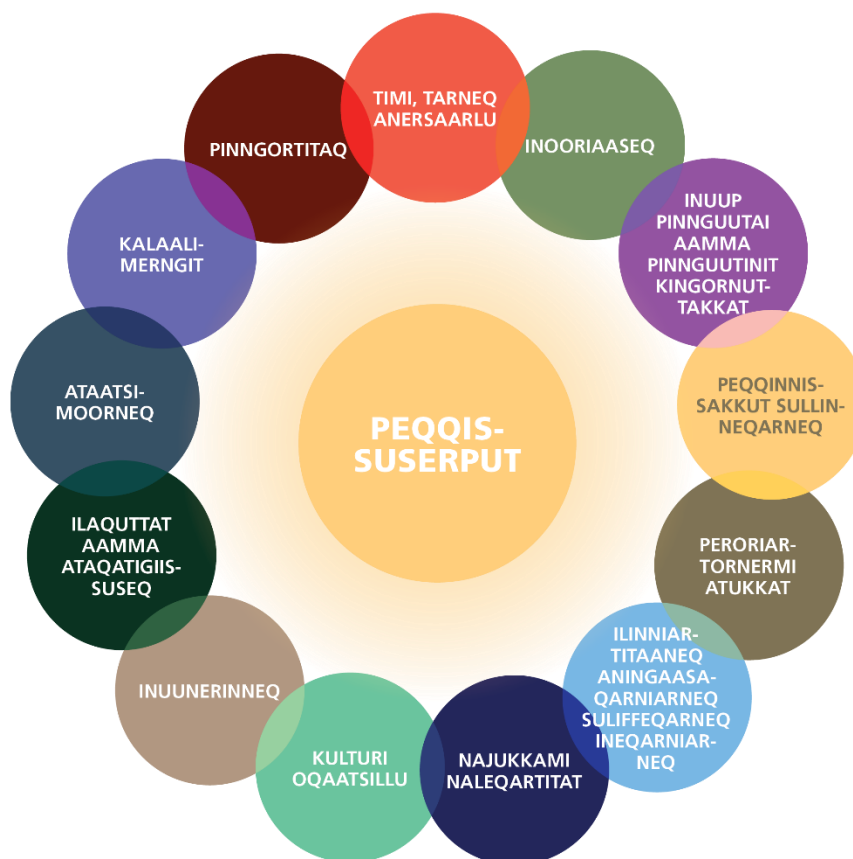 TIMI, TARNEQ
ANERSAARLU
INOORIAASEQ
INUUP
PINNGUUTAI
AAMMA
PINNGUUTINIT
KINGORNUT-
TAKKAT
PEQQINNIS-
SAKKUT SULLIN-
NEQARNEQ
PERORIAR-
TORNERMI
ATUKKAT
ILINNIAR-
TITAANEQ
ANINGAASA-
QARNIARNEQ
SULIFFEQARNEQ
INEQARNIAR-
NEQ
NAJUKKAMI
NALEQARTITAT
KULTURI
OQAATSILLU
INUUNERINNEQ
ILAQUTTAT
AAMMA
ATAQATIGIIS-
SUSEQ
ATAATSI-
MOORNEQ
KALAALI-
MERNGIT
PINNGORTITAQ
PEQQIS-
SUSERPUT